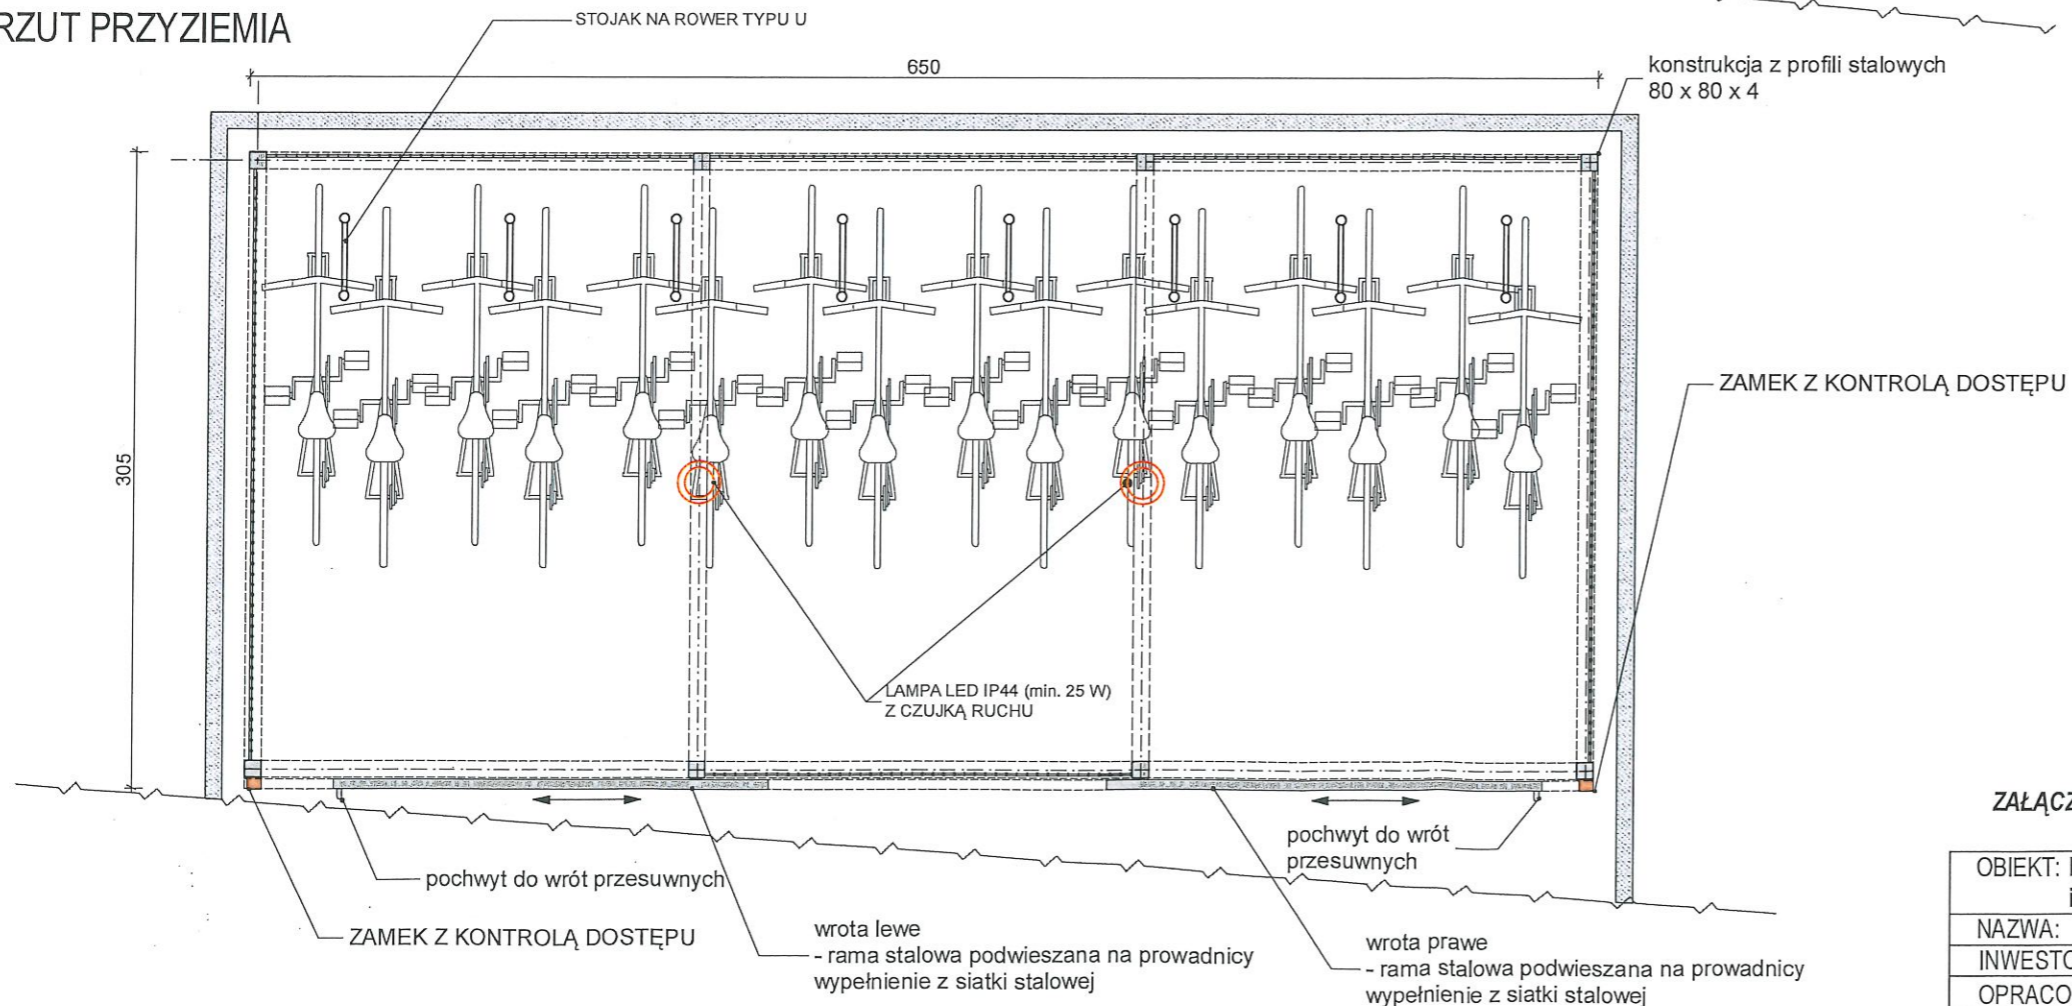 RZUT PRZYZIEMIA
STOJAK NA ROWER TYPU U
650
konstrukcja z profili stalowych
80 x 80 x 4
305
ZAMEK Z KONTROLĄ DOSTĘPU
LAMPA LED IP44 (min. 25 W)
Z CZUJKĄ RUCHU
pochwyt do wrót przesuwnych
ZAMEK Z KONTROLĄ DOSTĘPU
wrota lewe
- rama stalowa podwieszana na prowadnicy
wypełnienie z siatki stalowej
pochwyt do wrót
przesuwnych
wrota prawe
- rama stalowa podwieszana na prowadnicy
wypełnienie z siatki stalowej
ZAŁĄCZ
OBIEKT:
i
NAZWA:
INWESTO
OPRACO